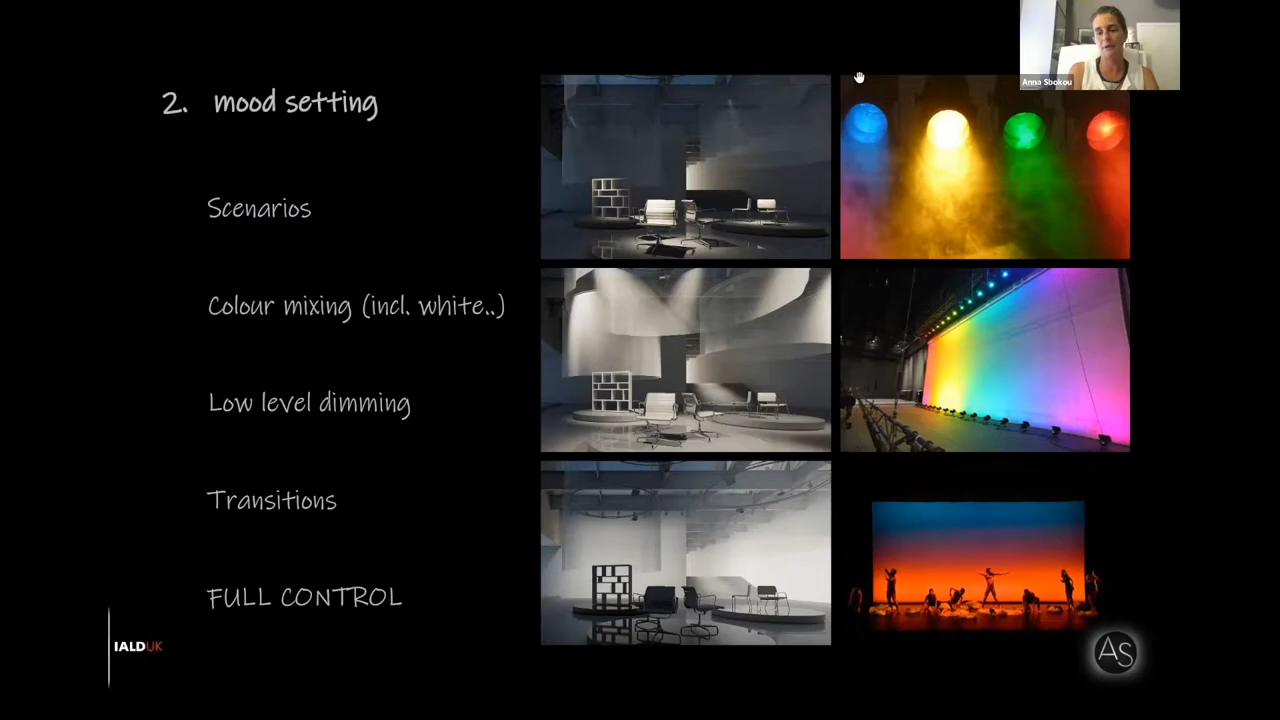 Anna Sbokou
2. mood setting
Scenarios
Colour mixing (incl. white..)
Low level dimming
Transitions
FULL CONTROL
IALDUK
AS